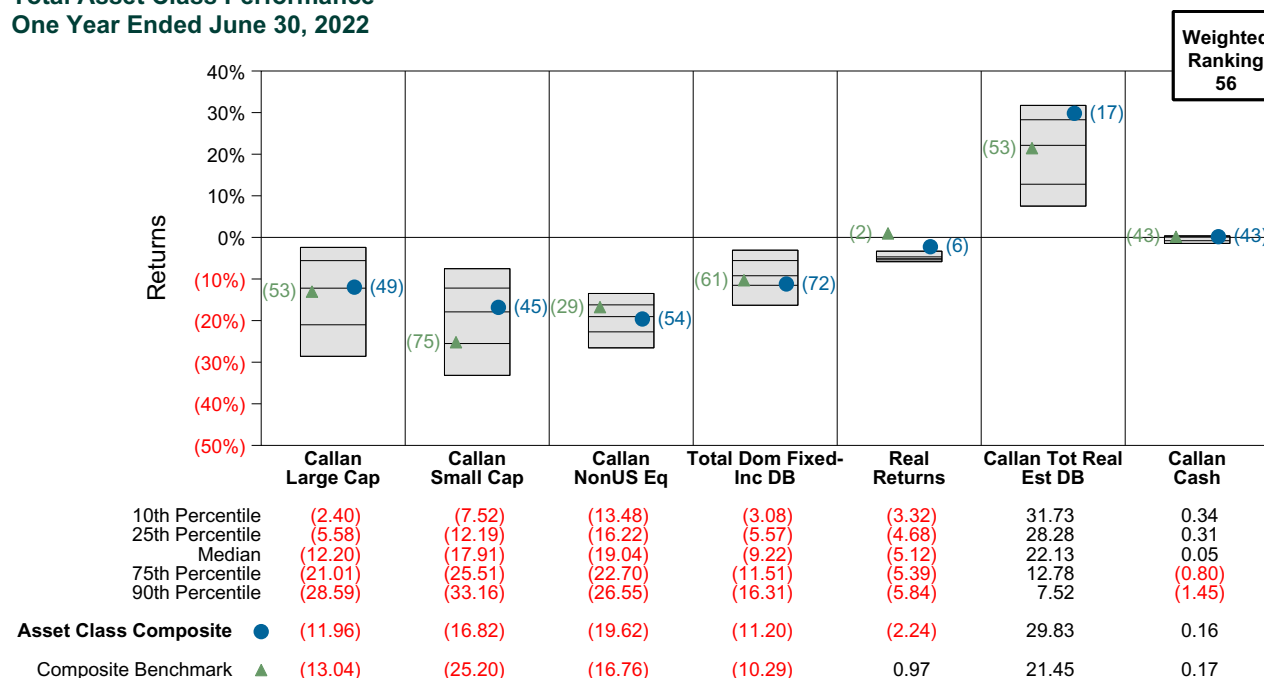 Total Asset Class Performance
One Year Ended June 30, 2022
Weighted
Ranking
56
Returns
40%
30%
20%
10%
0%
(10%)
(20%)
(30%)
(40%)
(50%)
(53) (49)
(75) (45)
(29) (54)
(61) (72)
(2) (6)
(53) (17)
(43) (43)
Callan Large Cap
Callan Small Cap
Callan NonUS Eq
Total Dom Fixed-Inc DB
Real Returns
Callan Tot Real Est DB
Callan Cash
10th Percentile (2.40) (7.52) (13.48) (3.08) (3.32) 31.73 0.34
25th Percentile (5.58) (12.19) (16.22) (5.57) (4.68) 28.28 0.31
Median (12.20) (17.91) (19.04) (9.22) (5.12) 22.13 0.05
75th Percentile (21.01) (25.51) (22.70) (11.51) (5.39) 12.78 (0.80)
90th Percentile (28.59) (33.16) (26.55) (16.31) (5.84) 7.52 (1.45)
Asset Class Composite (11.96) (16.82) (19.62) (11.20) (2.24) 29.83 0.16
Composite Benchmark (13.04) (25.20) (16.76) (10.29) 0.97 21.45 0.17